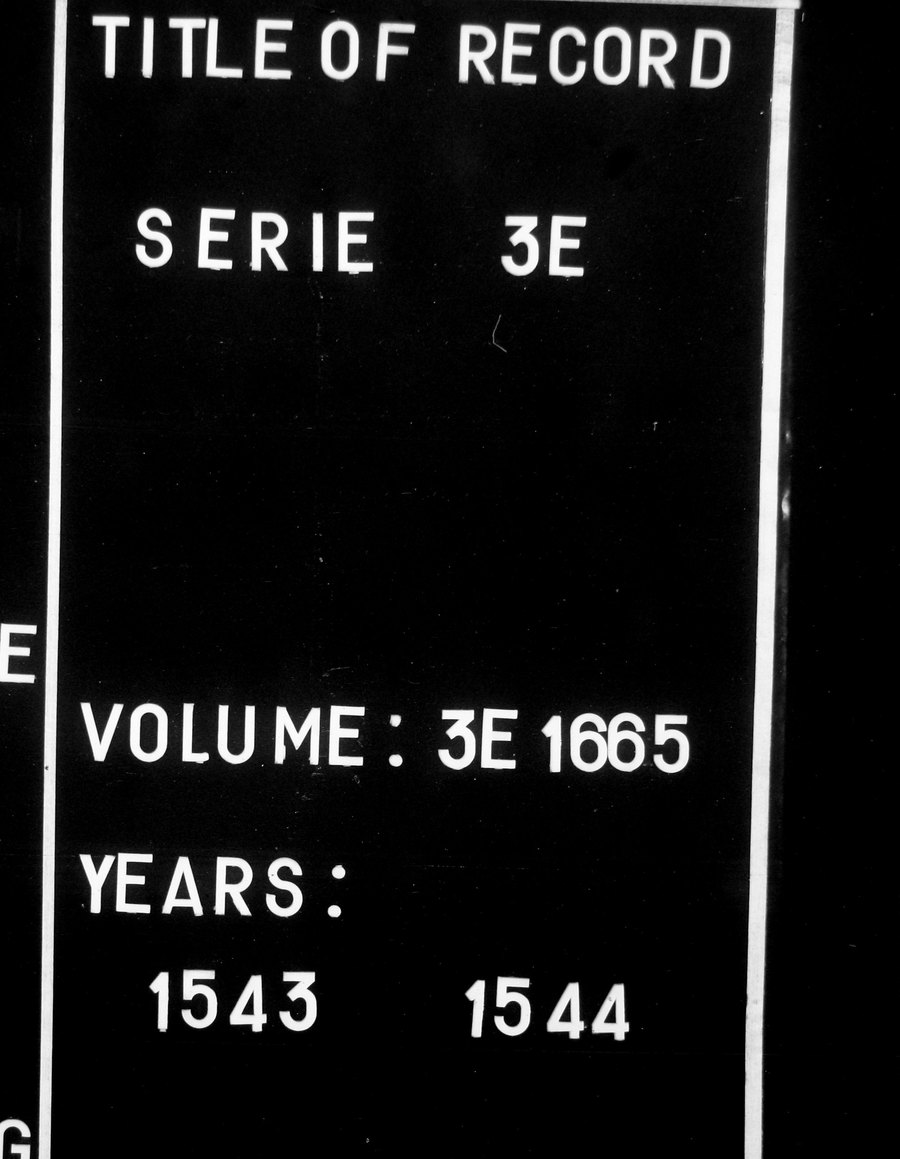 TITLE OF RECORD
SERIE 3E
E
VOLUME: 3E 1665
YEARS:
1543 1544
G